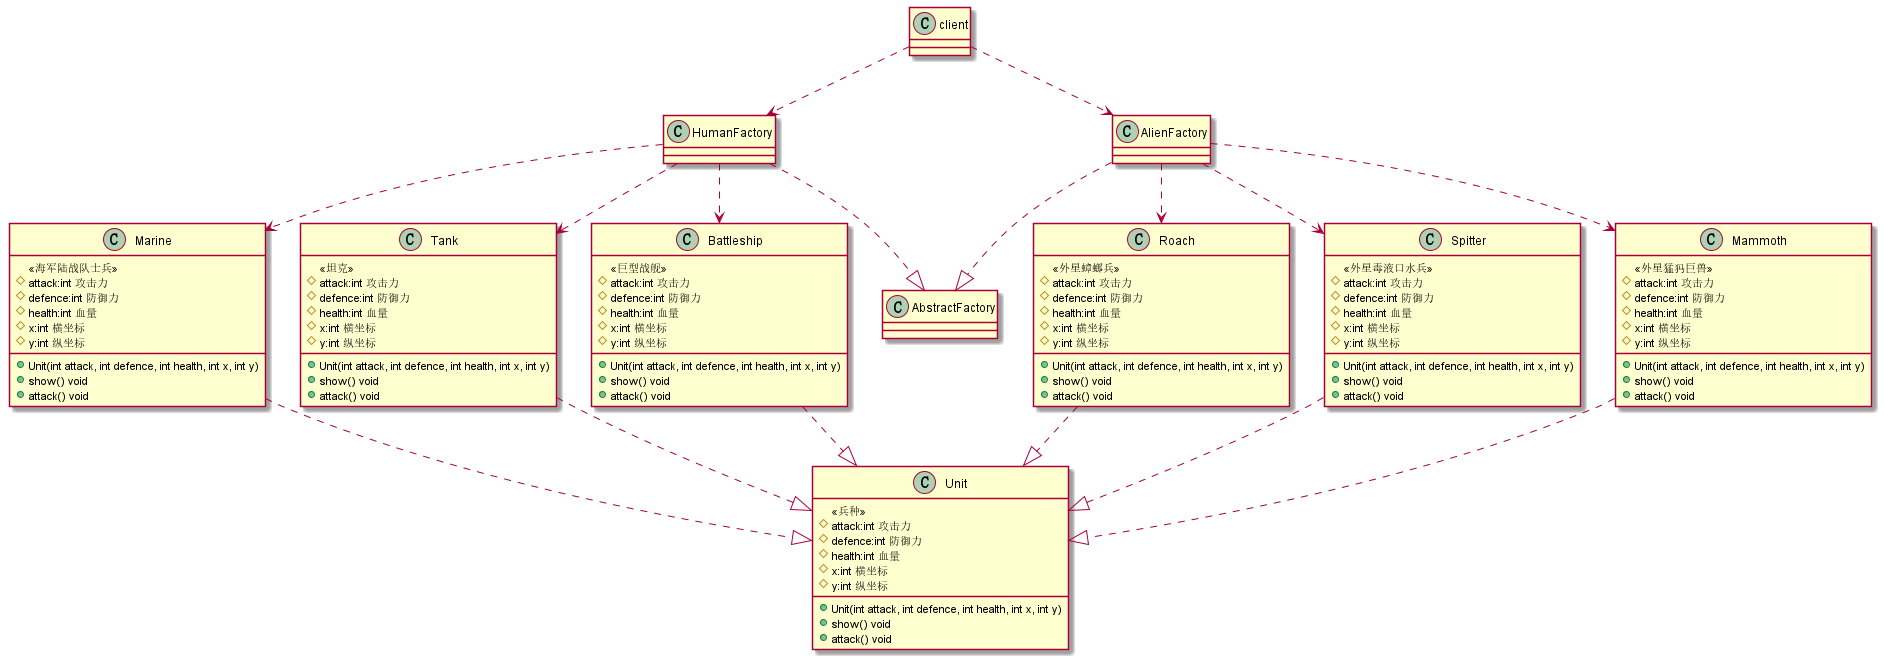 C client
C HumanFactory
C AlienFactory
C Marine
«海军陆战队士兵»
attack:int 攻击力
defence:int 防御力
health:int 血量
x:int 横坐标
y:int 纵坐标
Unit(int attack, int defence, int health, int x, int y)
show() void
attack() void
C Tank
«坦克»
attack:int 攻击力
defence:int 防御力
health:int 血量
x:int 横坐标
y:int 纵坐标
Unit(int attack, int defence, int health, int x, int y)
show() void
attack() void
C Battleship
«巨型战舰»
attack:int 攻击力
defence:int 防御力
health:int 血量
x:int 横坐标
y:int 纵坐标
Unit(int attack, int defence, int health, int x, int y)
show() void
attack() void
C AbstractFactory
C Roach
«外星蟑螂兵»
attack:int 攻击力
defence:int 防御力
health:int 血量
x:int 横坐标
y:int 纵坐标
Unit(int attack, int defence, int health, int x, int y)
show() void
attack() void
C Spitter
«外星毒液口水兵»
attack:int 攻击力
defence:int 防御力
health:int 血量
x:int 横坐标
y:int 纵坐标
Unit(int attack, int defence, int health, int x, int y)
show() void
attack() void
C Mammoth
«外星猛犸巨兽»
attack:int 攻击力
defence:int 防御力
health:int 血量
x:int 横坐标
y:int 纵坐标
Unit(int attack, int defence, int health, int x, int y)
show() void
attack() void
C Unit
«兵种»
attack:int 攻击力
defence:int 防御力
health:int 血量
x:int 横坐标
y:int 纵坐标
Unit(int attack, int defence, int health, int x, int y)
show() void
attack() void